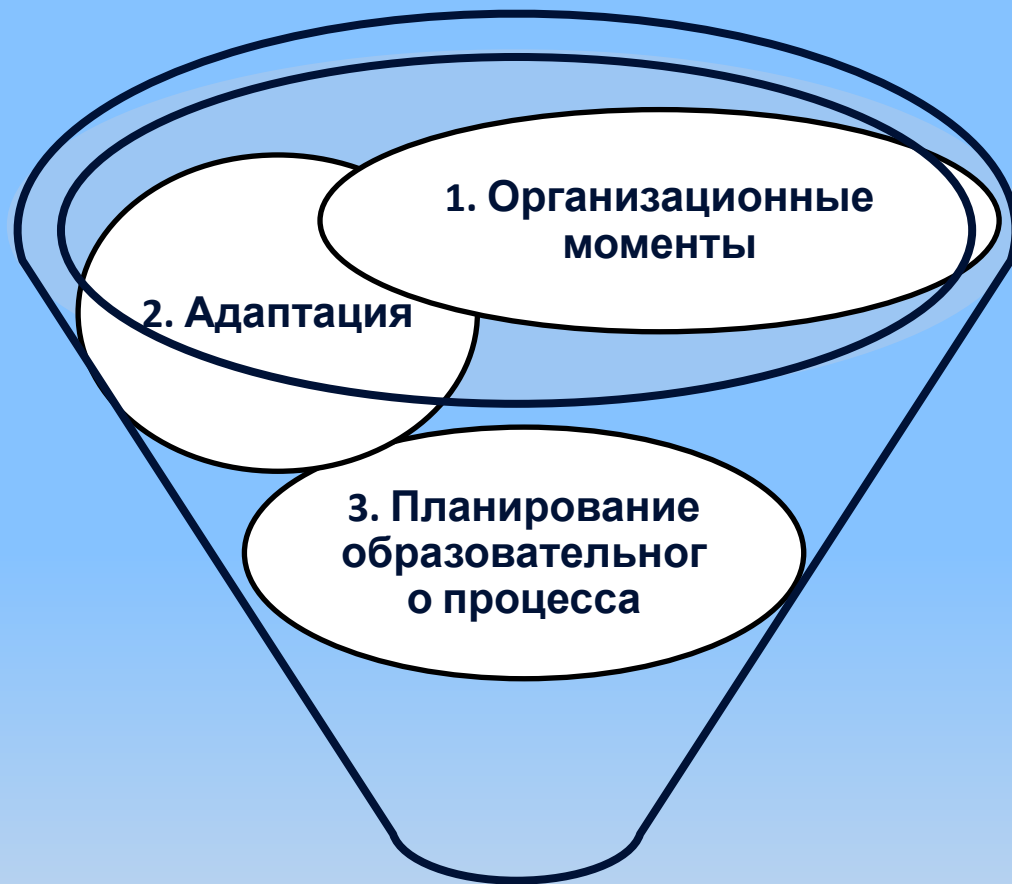 1. Организационные
моменты
2. Адаптация
3. Планирование
образовательног
о процесса